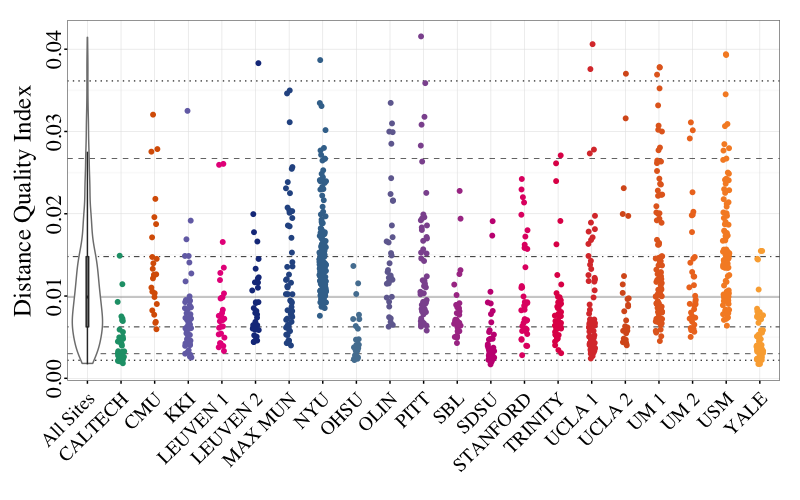 Distance Quality Index
0.04
0.03
0.02
0.01
0.00
All Sites
CALTECH
CMU
KKI
LEUVEN 1
LEUVEN 2
MAX MUN
NYU
OHSU
OLIN
PITT
SBL
SDSU
STANFORD
TRINITY
UCLA 1
UCLA 2
UM 1
UM 2
USM
YALE